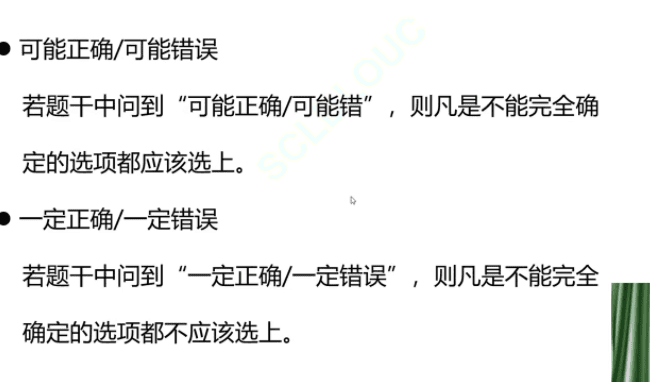 ● 可能正确/可能错误
若题干中问到“可能正确/可能错”，则凡是不能完全确
定的选项都应该选上。
● 一定正确/一定错误
若题干中问到“一定正确/一定错误”，则凡是不能完全
确定的选项都不应该选上。